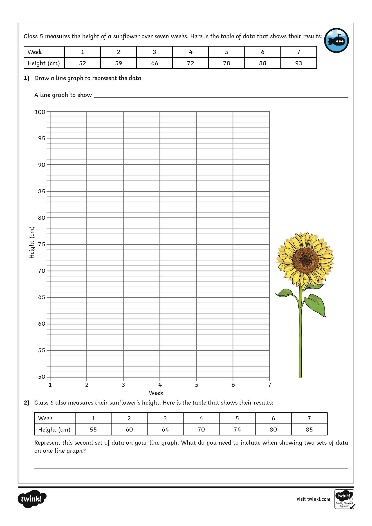 Class 5 measures the height of a sunflower over seven weeks. Here is the table of data that shows their results:
Week 1 2 3 4 5 6 7
Height (cm) 52 59 66 72 78 88 93
1) Draw a line graph to represent the data.
A line graph to show
100
95
90
85
80
75
70
65
60
55
50
Height (cm)
1 2 3 4 5 6 7
Week
2) Class 6 also measures their sunflower's height. Here is the table that shows their results:
Week 1 2 3 4 5 6 7
Height (cm) 55 60 64 70 74 80 85
Represent this second set of data on your line graph. What do you need to include when showing two sets of data
on one line graph?
twinkl
visit twinkl.com
twinkl